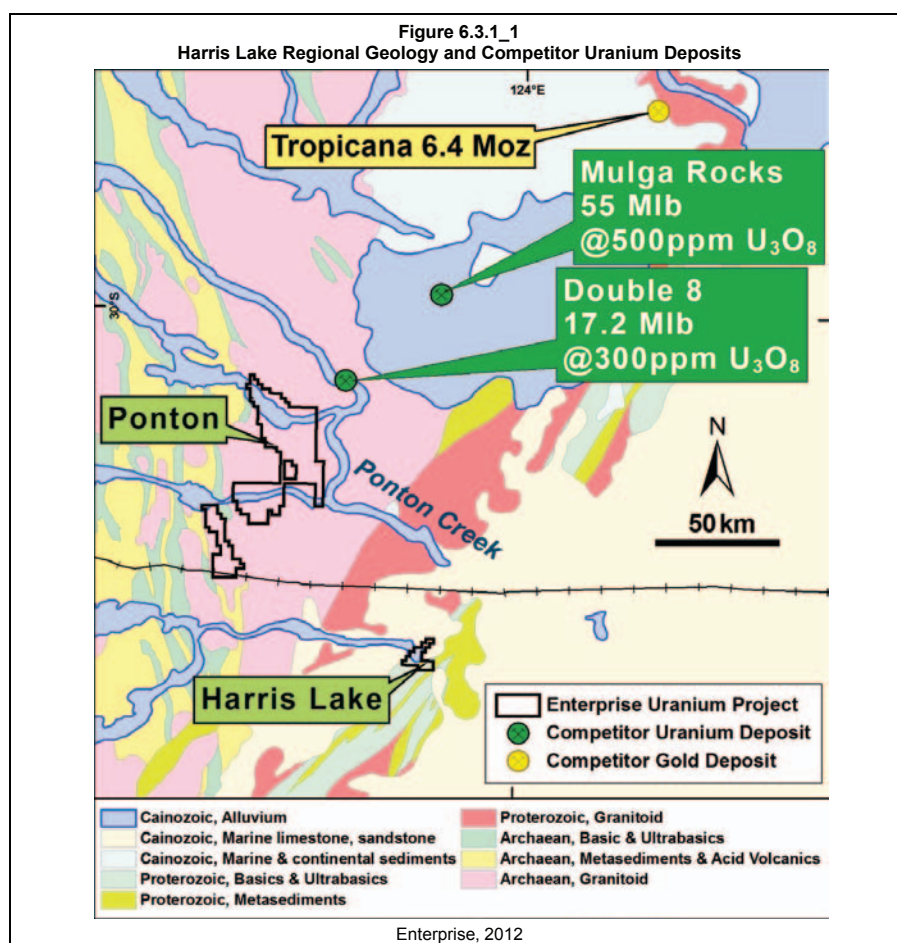 Figure 6.3.1_1
Harris Lake Regional Geology and Competitor Uranium Deposits
124°E
Tropicana 6.4 Moz
Mulga Rocks
55 Mlb
@500ppm U₃O₈
30°S
Double 8
17.2 Mlb
@300ppm U₃O₈
Ponton
Ponton Creek
N
50 km
Harris Lake
Enterprise Uranium Project
Competitor Uranium Deposit
Competitor Gold Deposit
Cainozoic, Alluvium
Cainozoic, Marine limestone, sandstone
Cainozoic, Marine & continental sediments
Proterozoic, Basics & Ultrabasics
Proterozoic, Metasediments
Proterozoic, Granitoid
Archaean, Basic & Ultrabasics
Archaean, Metasediments & Acid Volcanics
Archaean, Granitoid
Enterprise, 2012